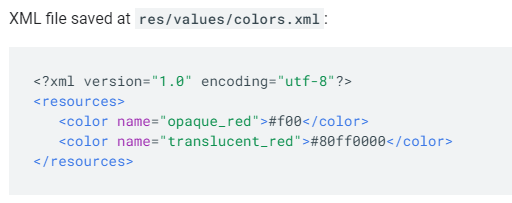 XML file saved at res/values/colors.xml:
<?xml version="1.0" encoding="utf-8"?>
<resources>
   <color name="opaque_red">#f00</color>
   <color name="translucent_red">#80ff0000</color>
</resources>